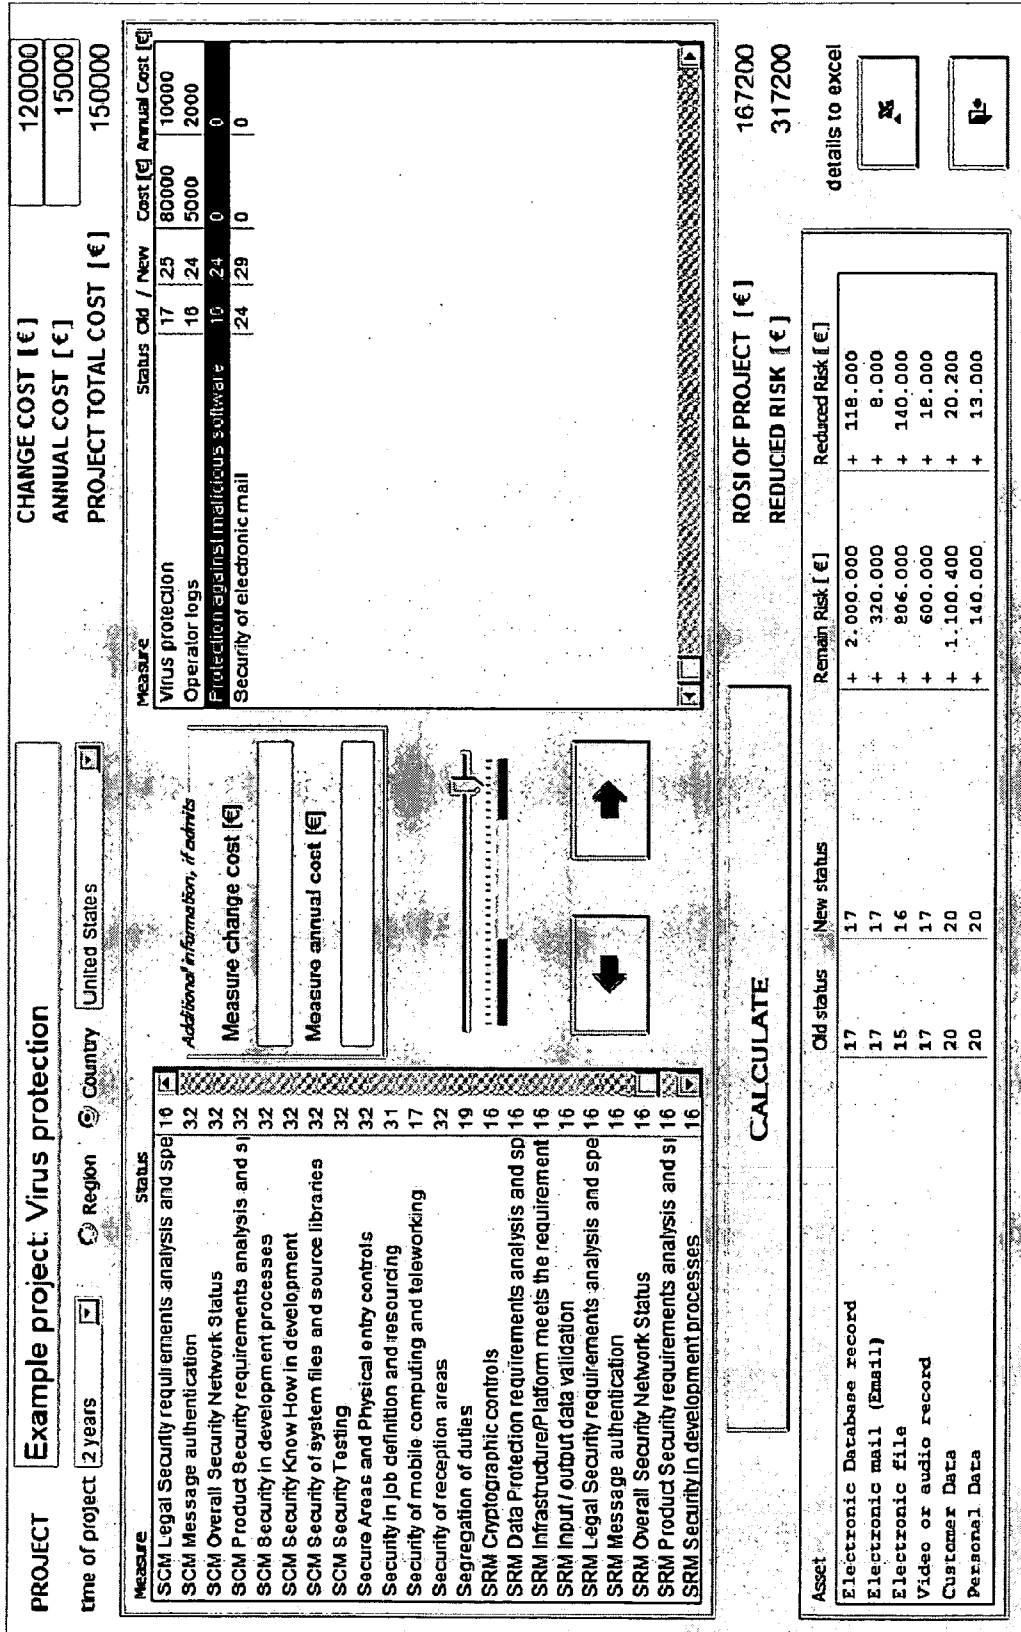 PROJECT Example project: Virus protection CHANGE COST [€] 120000
time of project 2 years Region Country United States ANNUAL COST [€] 15000
PROJECT TOTAL COST [€] 150000
Measure Status
SCM Legal Security requirements analysis and spe 16
SCM Message authentication 32
SCM Overall Security Network Status 32
SCM Product Security requirements analysis and s 32
SCM Security in development processes 32
SCM Security Know How in development 32
SCM Security of system files and source libraries 32
SCM Security Testing 32
Secure Areas and Physical entry controls 32
Security in job definition and resourcing 31
Security of mobile computing and teleworking 17
Security of reception areas 32
Segregation of duties 19
SRM Cryptographic controls 16
SRM Data Protection requirements analysis and sp 16
SRM Infrastructure/Platform meets the requirement 16
SRM Input / output data validation 16
SRM Legal Security requirements analysis and spe 16
SRM Message authentication 16
SRM Overall Security Network Status 16
SRM Product Security requirements analysis and s 16
SRM Security in development processes 16
Additional information, if admits
Measure change cost [€]
Measure annual cost [€]
Measure Status Old / New Cost [€] Annual Cost [€]
Virus protection 17 25 80000 10000
Operator logs 16 24 5000 2000
Protection against malicious software 16 24 0 0
Security of electronic mail 24 29 0 0
CALCULATE
ROSI OF PROJECT [€] 167200
REDUCED RISK [€] 317200
Asset Old status New status Remain Risk [€] Reduced Risk [€]
Electronic Database record 17 17 + 2.000.000 + 118.000
Electronic mail (Email) 17 17 + 320.000 + 8.000
Electronic file 15 16 + 806.000 + 140.000
Video or audio record 17 17 + 600.000 + 18.000
Customer Data 20 20 + 1.100.400 + 20.200
Personal Data 20 20 + 140.000 + 13.000
details to excel